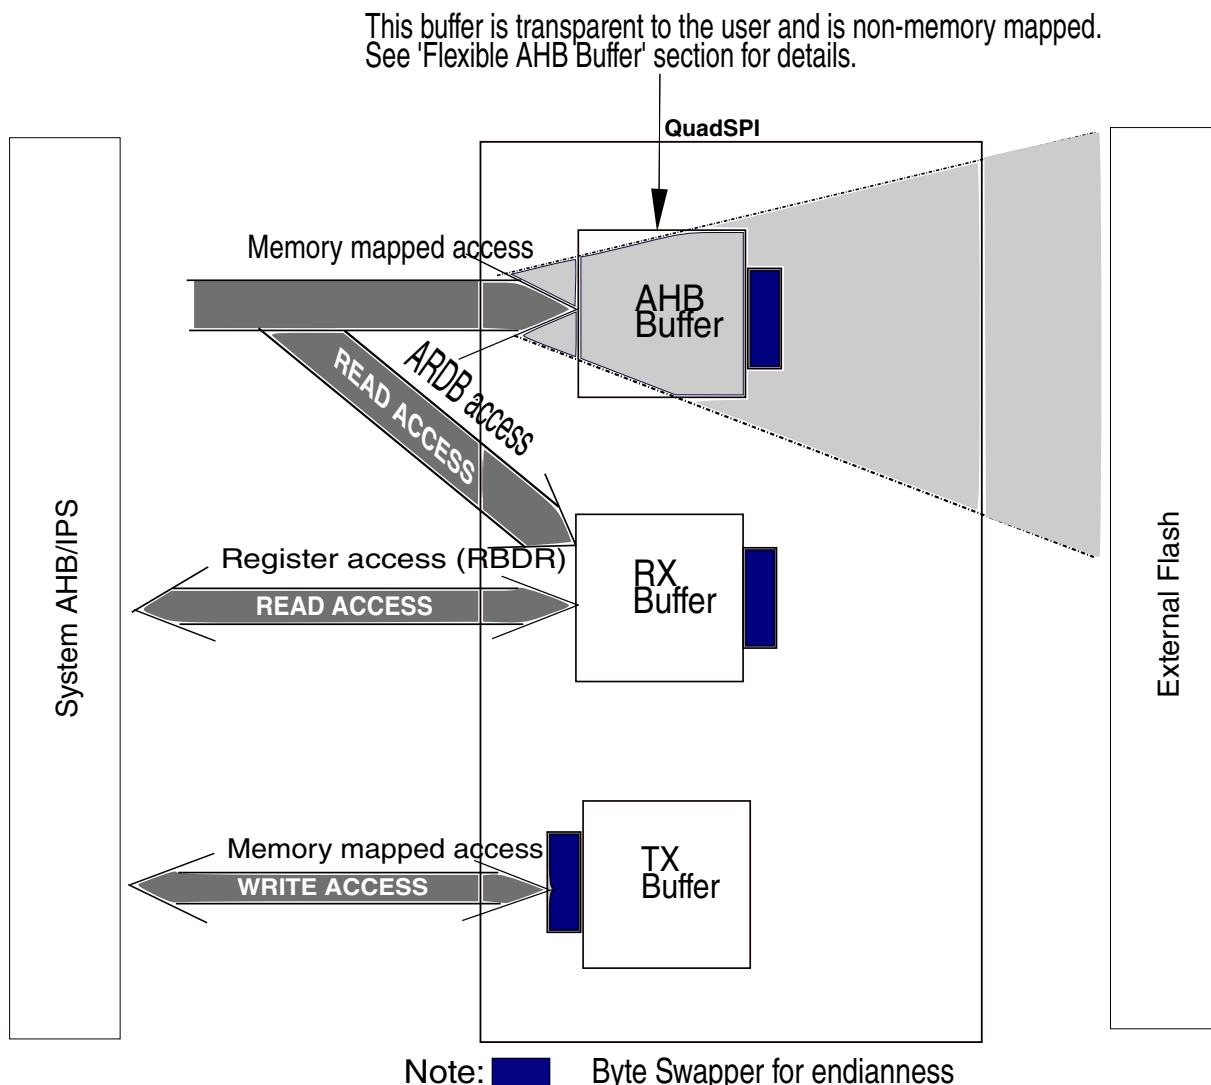 This buffer is transparent to the user and is non-memory mapped.
See 'Flexible AHB Buffer' section for details.
QuadSPI
Memory mapped access
AHB
Buffer
ARDB access
READ ACCESS
System AHB/IPS
External Flash
Register access (RBDR)
READ ACCESS
RX
Buffer
Memory mapped access
WRITE ACCESS
TX
Buffer
Note:
Byte Swapper for endianness